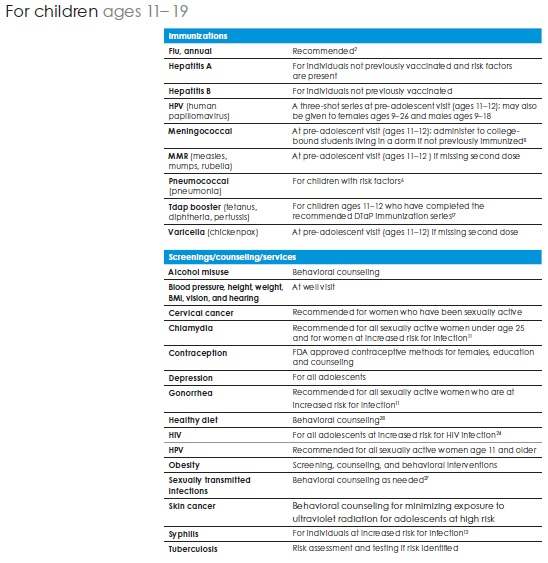 For children ages 11–19
Immunizations
Flu, annual Recommended²
Hepatitis A For individuals not previously vaccinated and risk factors
are present
Hepatitis B For individuals not previously vaccinated
HPV (human A three-shot series at pre-adolescent visit (ages 11–12); may also
papillomavirus) be given to females ages 9–26 and males ages 9–18
Meningococcal At pre-adolescent visit (ages 11–12); administer to college-
bound students living in a dorm if not previously immunized⁸
MMR (measles, At pre-adolescent visit (ages 11–12 ) if missing second dose
mumps, rubella)
Pneumococcal For children with risk factors⁶
(pneumonia)
Tdap booster (tetanus, For children ages 11–12 who have completed the
diphtheria, pertussis) recommended DTaP immunization series⁹
Varicella (chickenpox) At pre-adolescent visit (ages 11–12) if missing second dose
Screenings/counseling/services
Alcohol misuse Behavioral counseling
Blood pressure, height, weight, At well visit
BMI, vision, and hearing
Cervical cancer Recommended for women who have been sexually active
Chlamydia Recommended for all sexually active women under age 25
and for women at increased risk for infection¹¹
Contraception FDA approved contraceptive methods for females, education
and counseling
Depression For all adolescents
Gonorrhea Recommended for all sexually active women who are at
increased risk for infection¹¹
Healthy diet Behavioral counseling²⁸
HIV For all adolescents at increased risk for HIV infection²⁴
HPV Recommended for all sexually active women age 11 and older
Obesity Screening, counseling, and behavioral interventions
Sexually transmitted Behavioral counseling as needed²⁷
infections
Skin cancer Behavioral counseling for minimizing exposure to
ultraviolet radiation for adolescents at high risk
Syphilis For individuals at increased risk for infection¹²
Tuberculosis Risk assessment and testing if risk identified